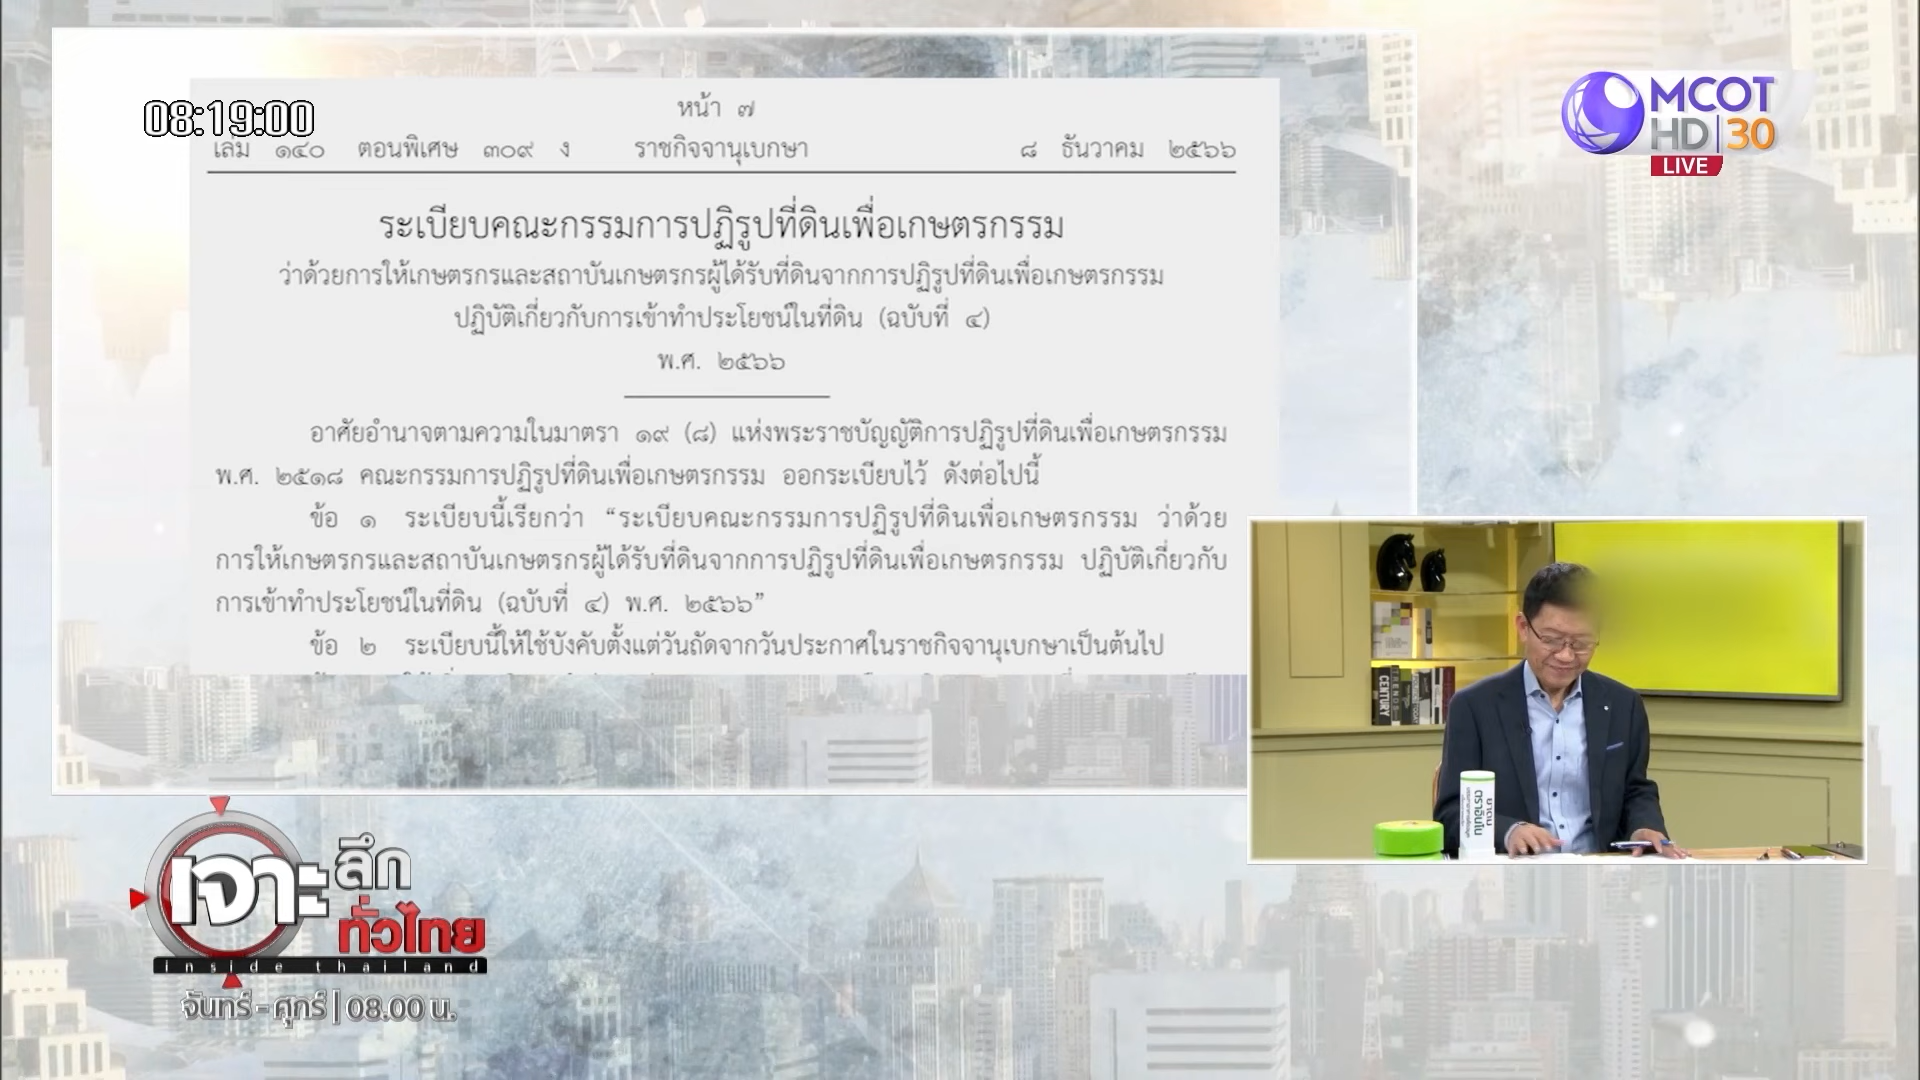 08:19:00
หน้า ๗
เล่ม ๑๔๐ ตอนพิเศษ ๓๐๙ ง ราชกิจจานุเบกษา ๘ ธันวาคม ๒๕๖๖
ระเบียบคณะกรรมการปฏิรูปที่ดินเพื่อเกษตรกรรม
ว่าด้วยการให้เกษตรกรและสถาบันเกษตรกรผู้ได้รับที่ดินจากการปฏิรูปที่ดินเพื่อเกษตรกรรม
ปฏิบัติเกี่ยวกับการเข้าทำประโยชน์ในที่ดิน (ฉบับที่ ๔)
พ.ศ. ๒๕๖๖
อาศัยอำนาจตามความในมาตรา ๑๙ (๘) แห่งพระราชบัญญัติการปฏิรูปที่ดินเพื่อเกษตรกรรม
พ.ศ. ๒๕๑๘ คณะกรรมการปฏิรูปที่ดินเพื่อเกษตรกรรม ออกระเบียบไว้ ดังต่อไปนี้
ข้อ ๑ ระเบียบนี้เรียกว่า “ระเบียบคณะกรรมการปฏิรูปที่ดินเพื่อเกษตรกรรม ว่าด้วย
การให้เกษตรกรและสถาบันเกษตรกรผู้ได้รับที่ดินจากการปฏิรูปที่ดินเพื่อเกษตรกรรม ปฏิบัติเกี่ยวกับ
การเข้าทำประโยชน์ในที่ดิน (ฉบับที่ ๔) พ.ศ. ๒๕๖๖”
ข้อ ๒ ระเบียบนี้ให้ใช้บังคับตั้งแต่วันถัดจากวันประกาศในราชกิจจานุเบกษาเป็นต้นไป
MCOT
HD 30
LIVE
CENTURY
TRENDS
ยาดม
ตราอินโน
เจาะลึก
ทั่วไทย
inside thailand
จันทร์ - ศุกร์ | 08.00 น.